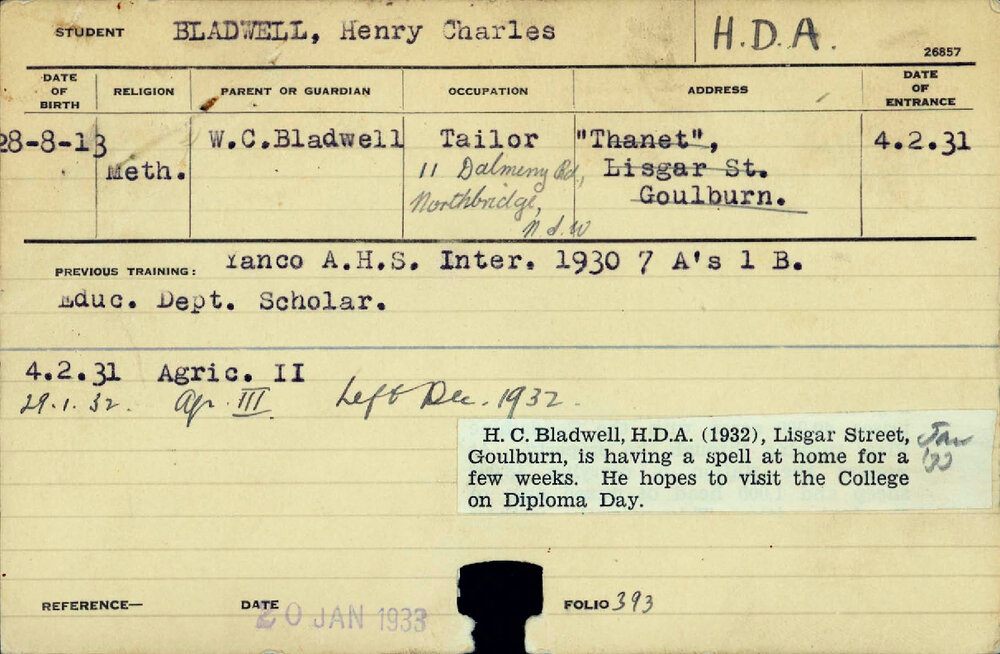 STUDENT BLADWELL, Henry Charles H.D.A.
26857
DATE OF BIRTH RELIGION PARENT OR GUARDIAN OCCUPATION ADDRESS DATE OF ENTRANCE
28-8-13 W.C.Bladwell Tailor "Thanet", 4.2.31
Meth. 11 Dalmeny Rd., Lisgar St.
Northbridge, Goulburn.
N.S.W
PREVIOUS TRAINING: Yanco A.H.S. Inter. 1930 7 A's 1 B.
Educ. Dept. Scholar.
4.2.31 Agric. II
29.1.32. Agr. III Left Dec. 1932.
H. C. Bladwell, H.D.A. (1932), Lisgar Street, Jan
Goulburn, is having a spell at home for a '33
few weeks. He hopes to visit the College
on Diploma Day.
REFERENCE— DATE 20 JAN 1933 FOLIO 393